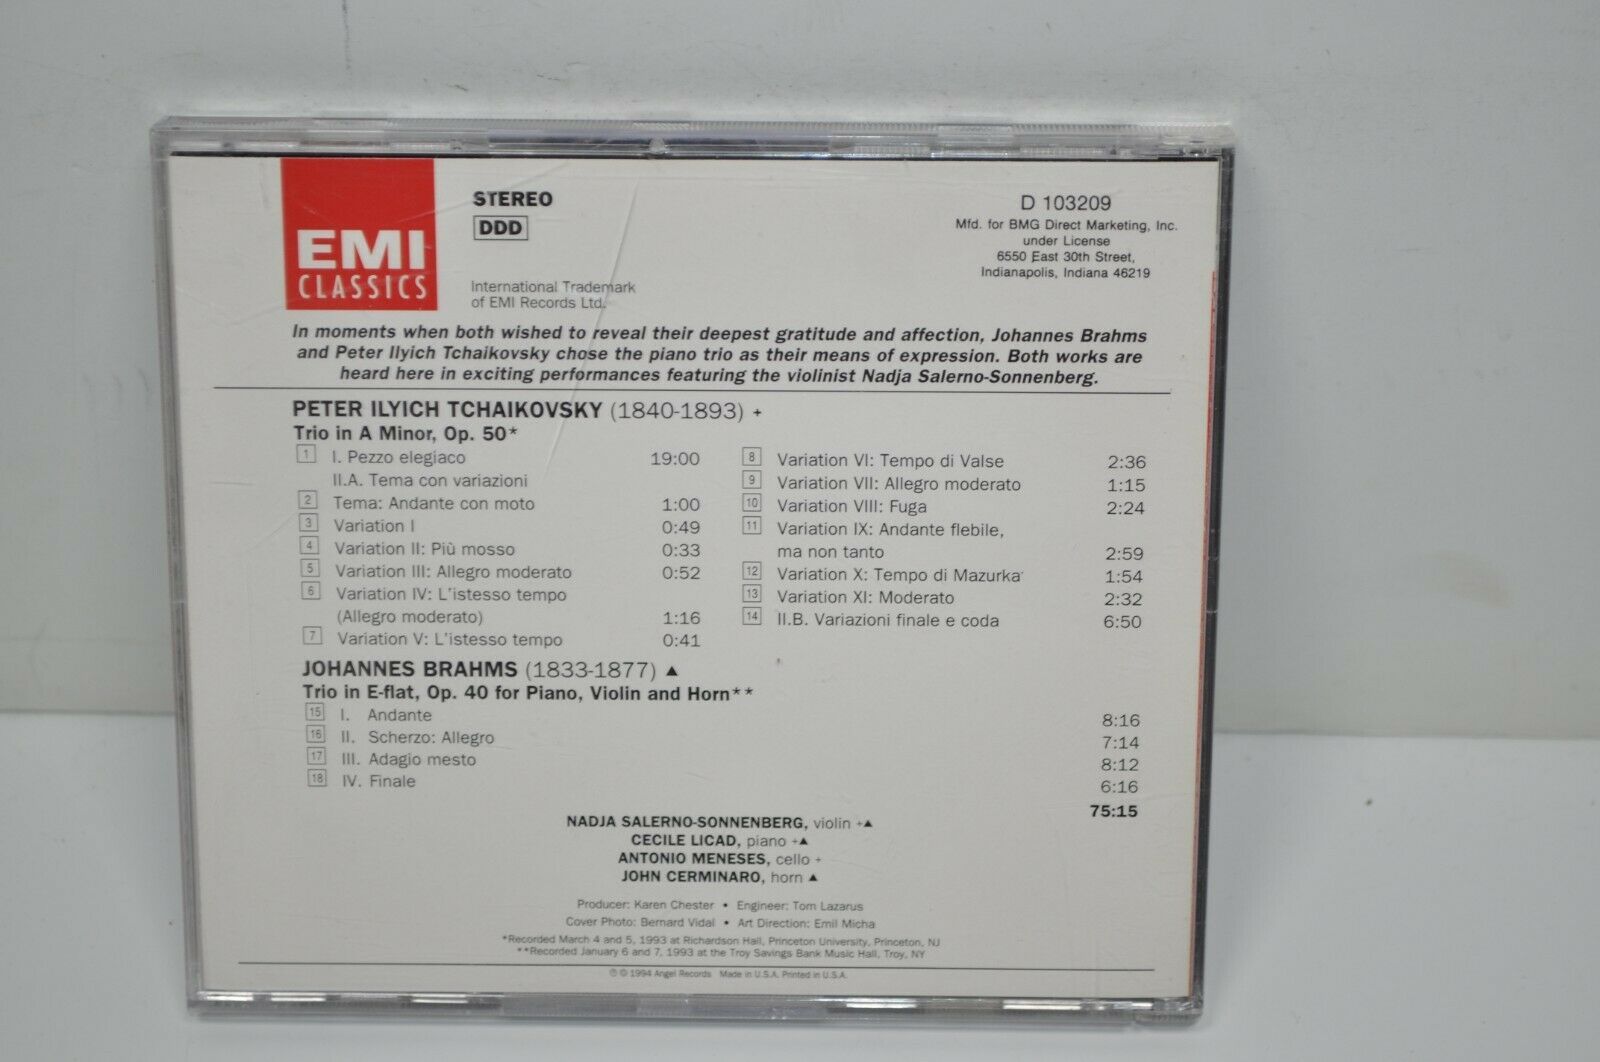 EMI
CLASSICS
STEREO
DDD
International Trademark
of EMI Records Ltd.
D 103209
Mfd. for BMG Direct Marketing, Inc.
under License
6550 East 30th Street,
Indianapolis, Indiana 46219
In moments when both wished to reveal their deepest gratitude and affection, Johannes Brahms
and Peter Ilyich Tchaikovsky chose the piano trio as their means of expression. Both works are
heard here in exciting performances featuring the violinist Nadja Salerno-Sonnenberg.
PETER ILYICH TCHAIKOVSKY (1840-1893) +
Trio in A Minor, Op. 50*
1 I. Pezzo elegiaco 19:00
II.A. Tema con variazioni
2 Tema: Andante con moto 1:00
3 Variation I 0:49
4 Variation II: Più mosso 0:33
5 Variation III: Allegro moderato 0:52
6 Variation IV: L'istesso tempo
(Allegro moderato) 1:16
7 Variation V: L'istesso tempo 0:41
8 Variation VI: Tempo di Valse 2:36
9 Variation VII: Allegro moderato 1:15
10 Variation VIII: Fuga 2:24
11 Variation IX: Andante flebile,
ma non tanto 2:59
12 Variation X: Tempo di Mazurka 1:54
13 Variation XI: Moderato 2:32
14 II.B. Variazioni finale e coda 6:50
JOHANNES BRAHMS (1833-1877) ▲
Trio in E-flat, Op. 40 for Piano, Violin and Horn**
15 I. Andante 8:16
16 II. Scherzo: Allegro 7:14
17 III. Adagio mesto 8:12
18 IV. Finale 6:16
75:15
NADJA SALERNO-SONNENBERG, violin +▲
CECILE LICAD, piano +▲
ANTONIO MENESES, cello +
JOHN CERMINARO, horn ▲
Producer: Karen Chester • Engineer: Tom Lazarus
Cover Photo: Bernard Vidal • Art Direction: Emil Micha
*Recorded March 4 and 5, 1993 at Richardson Hall, Princeton University, Princeton, NJ
**Recorded January 6 and 7, 1993 at the Troy Savings Bank Music Hall, Troy, NY
℗ © 1994 Angel Records Made in U.S.A. Printed in U.S.A.